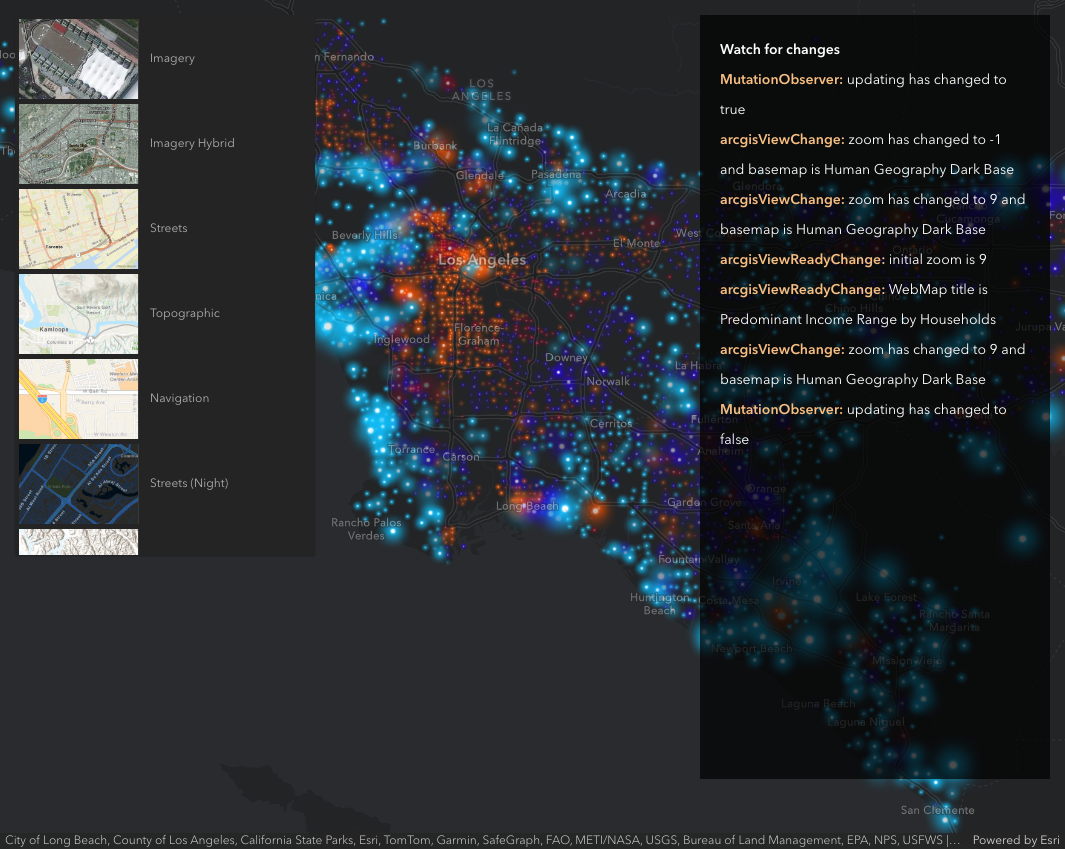 Imagery
Imagery Hybrid
Streets
Topographic
Navigation
Streets (Night)
Watch for changes
MutationObserver: updating has changed to
true
arcgisViewChange: zoom has changed to -1
and basemap is Human Geography Dark Base
arcgisViewChange: zoom has changed to 9 and
basemap is Human Geography Dark Base
arcgisViewReadyChange: initial zoom is 9
arcgisViewReadyChange: WebMap title is
Predominant Income Range by Households
arcgisViewChange: zoom has changed to 9 and
basemap is Human Geography Dark Base
MutationObserver: updating has changed to
false
n Fernando
LOS
ANGELES
La Canada
Flintridge
Burbank
Glendale
Pasadena
Arcadia
Beverly Hills
El Monte
West Co
Los Angeles
nica
Inglewood
Florence-
Graham
Downey
La Habra
Norwalk
Cerritos
Fullerton
Anaheim
Torrance
Carson
Orange
Long Beach
Garden Grove
Santa Ana
Rancho Palos
Verdes
Fountain Valley
Irvine
Huntington
Beach
Costa Mesa
Lake Forest
Rancho Santa
Margarita
Newport Beach
Mission Viejo
Laguna Beach
Laguna Niguel
San Clemente
Glendora
Cucamonga
Ontario
Chino Hills
Jurupa Va
For
Toronto
Kamloops
City of Long Beach, County of Los Angeles, California State Parks, Esri, TomTom, Garmin, SafeGraph, FAO, METI/NASA, USGS, Bureau of Land Management, EPA, NPS, USFWS |...
Powered by Esri